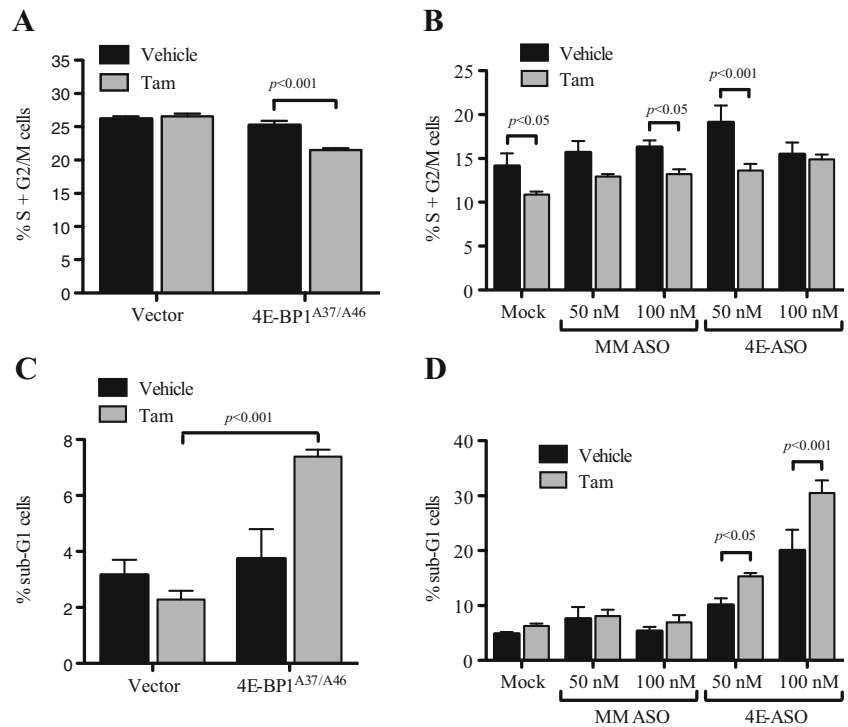 A
Vehicle
Tam
35
30
25
20
15
10
5
0
% S + G2/M cells
p<0.001
Vector
4E-BP1^A37/A46
B
Vehicle
Tam
25
20
15
10
5
0
% S + G2/M cells
p<0.05
p<0.05
p<0.001
Mock
50 nM
100 nM
50 nM
100 nM
MM ASO
4E-ASO
C
Vehicle
Tam
8
6
4
2
0
% sub-G1 cells
p<0.001
Vector
4E-BP1^A37/A46
D
Vehicle
Tam
40
30
20
10
0
% sub-G1 cells
p<0.05
p<0.001
Mock
50 nM
100 nM
50 nM
100 nM
MM ASO
4E-ASO